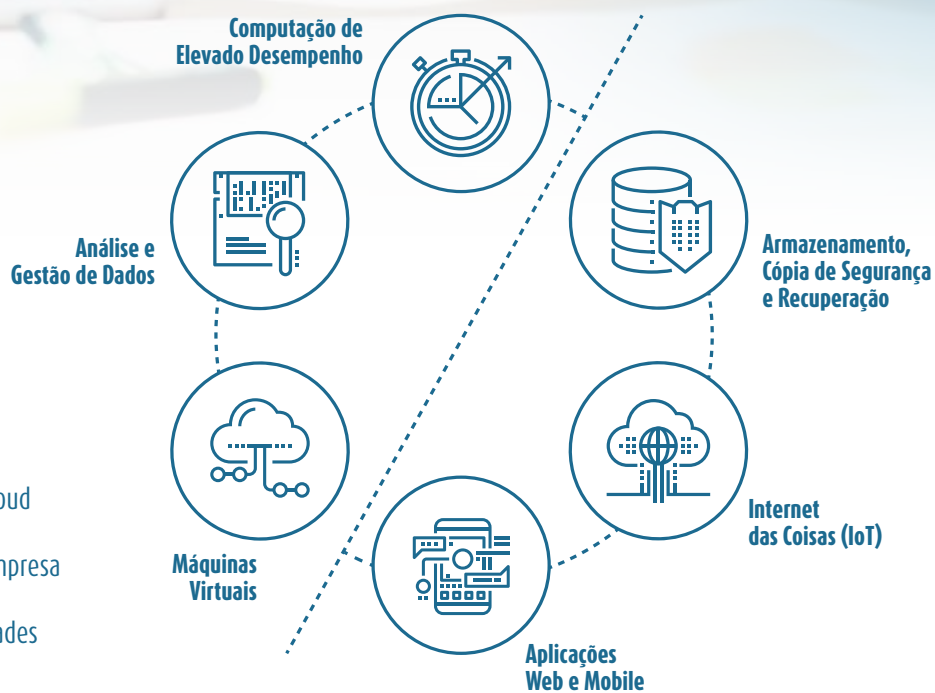 Computação de
Elevado Desempenho
Análise e
Gestão de Dados
Armazenamento,
Cópia de Segurança
e Recuperação
Máquinas
Virtuais
Internet
das Coisas (IoT)
Aplicações
Web e Mobile